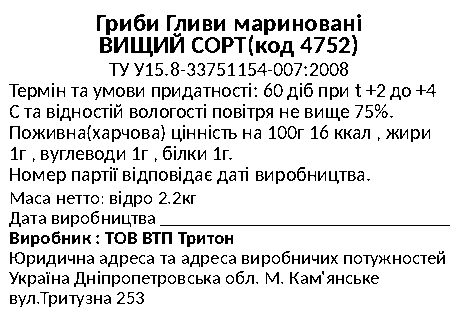 Гриби Гливи мариновані
ВИЩИЙ СОРТ(код 4752)
ТУ У15.8-33751154-007:2008
Термін та умови придатності: 60 діб при t +2 до +4
С та відностій вологості повітря не вище 75%.
Поживна(харчова) цінність на 100г 16 ккал , жири
1г , вуглеводи 1г , білки 1г.
Номер партії відповідає даті виробництва.
Маса нетто: відро 2.2кг
Дата виробництва ________________________________
Виробник : ТОВ ВТП Тритон
Юридична адреса та адреса виробничих потужностей
Україна Дніпропетровська обл. М. Кам'янське
вул.Тритузна 253